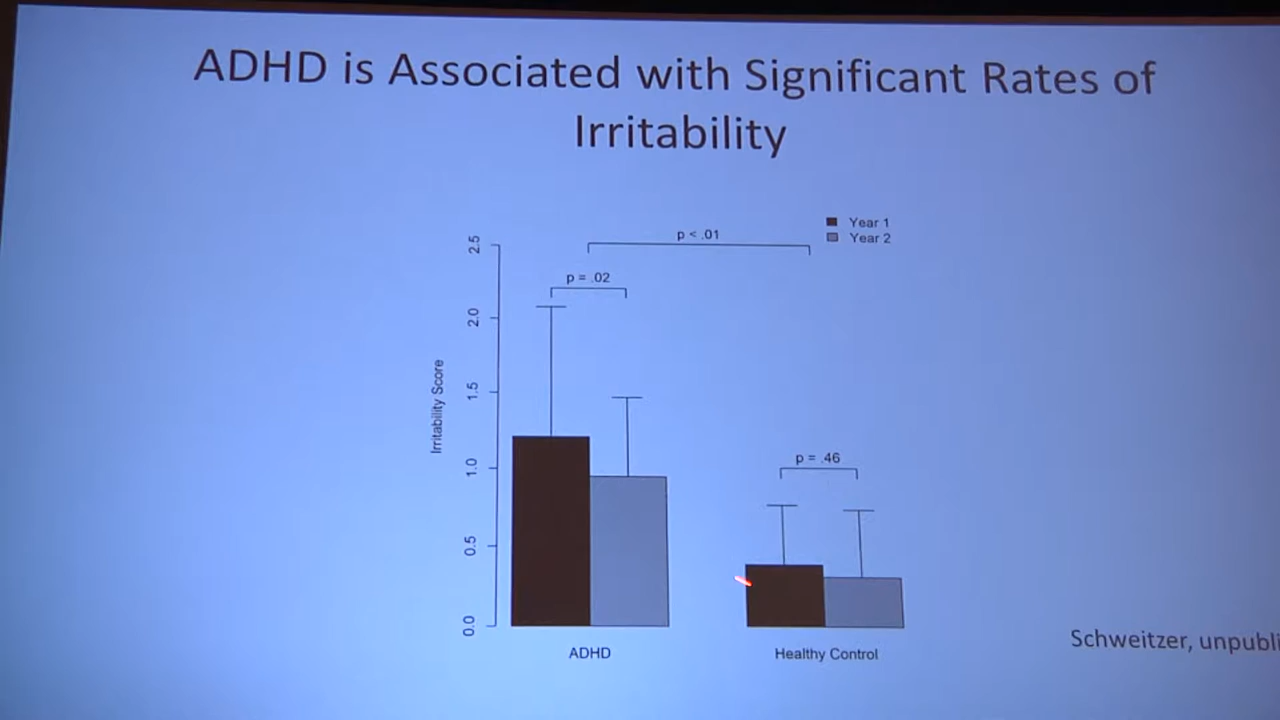 ADHD is Associated with Significant Rates of
Irritability
Year 1
Year 2
p < .01
p = .02
p = .46
2.5
2.0
1.5
1.0
0.5
0.0
Irritability Score
ADHD
Healthy Control
Schweitzer, unpubli